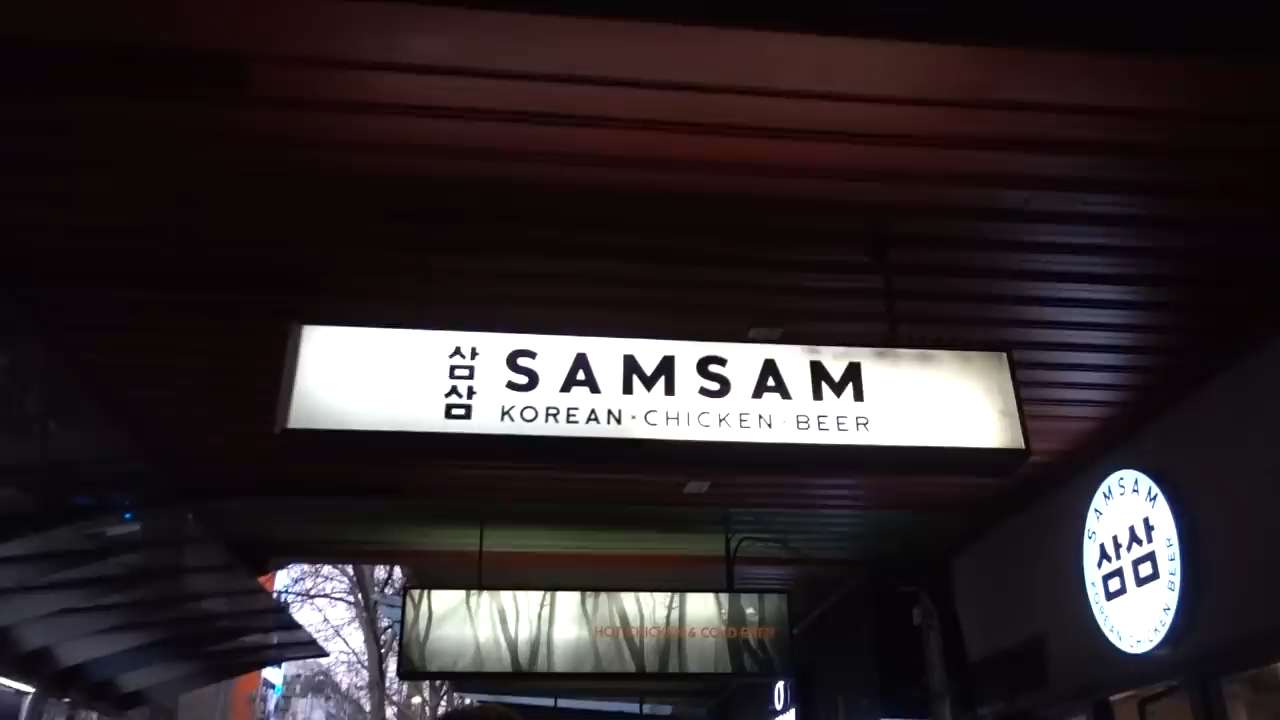 삼삼
SAMSAM
KOREAN · CHICKEN · BEER
SAMSAM
삼삼
KOREAN CHICKEN BEER
HOT CHICKEN & COLD BEER